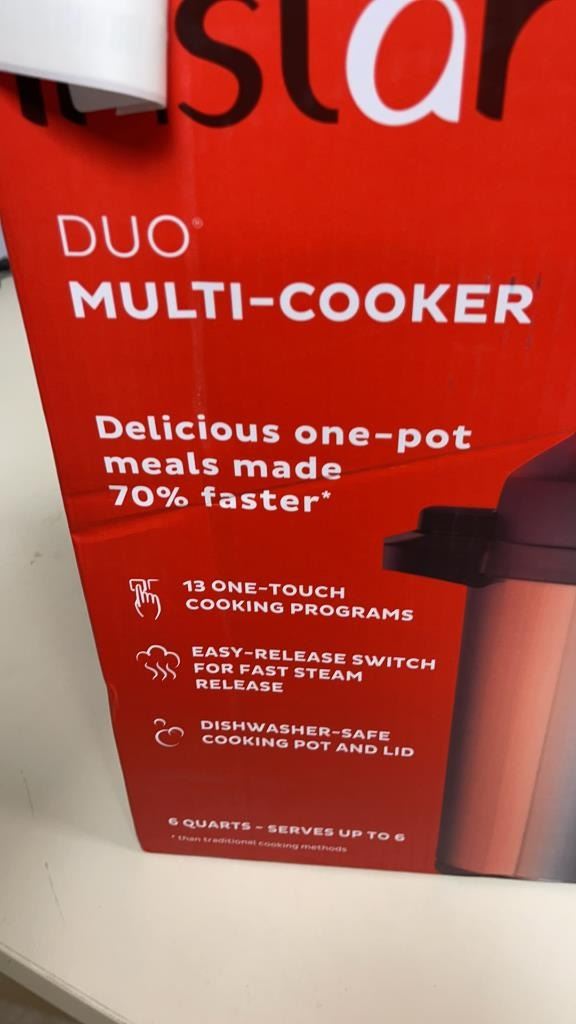 DUO®
MULTI-COOKER
Delicious one-pot
meals made
70% faster*
13 ONE-TOUCH
COOKING PROGRAMS
EASY-RELEASE SWITCH
FOR FAST STEAM
RELEASE
DISHWASHER-SAFE
COOKING POT AND LID
6 QUARTS - SERVES UP TO 6
* than traditional cooking methods